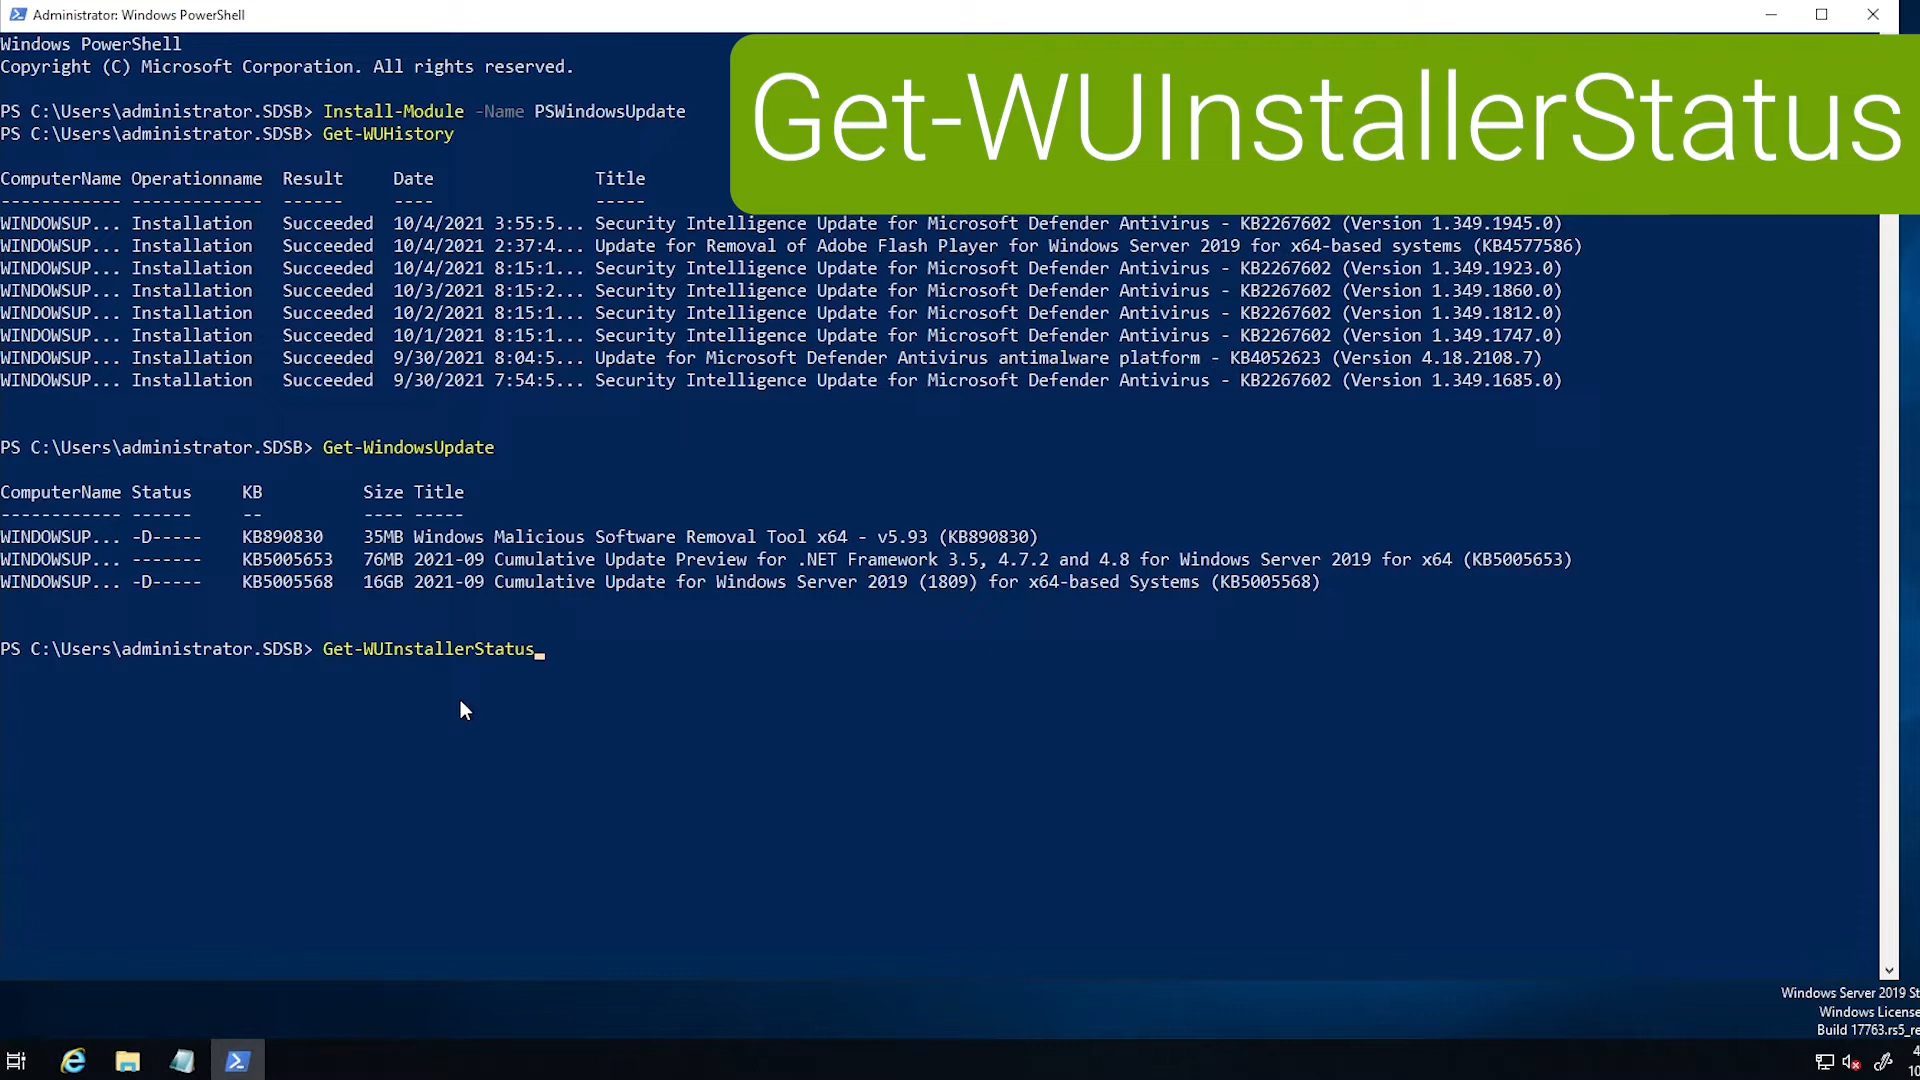 Administrator: Windows PowerShell
Windows PowerShell
Copyright (C) Microsoft Corporation. All rights reserved.
Get-WUInstallerStatus
PS C:\Users\administrator.SDSB> Install-Module -Name PSWindowsUpdate
PS C:\Users\administrator.SDSB> Get-WUHistory
ComputerName Operationname Result Date Title
------------ ------------- ------ ---- -----
WINDOWSUP... Installation Succeeded 10/4/2021 3:55:5... Security Intelligence Update for Microsoft Defender Antivirus - KB2267602 (Version 1.349.1945.0)
WINDOWSUP... Installation Succeeded 10/4/2021 2:37:4... Update for Removal of Adobe Flash Player for Windows Server 2019 for x64-based systems (KB4577586)
WINDOWSUP... Installation Succeeded 10/4/2021 8:15:1... Security Intelligence Update for Microsoft Defender Antivirus - KB2267602 (Version 1.349.1923.0)
WINDOWSUP... Installation Succeeded 10/3/2021 8:15:2... Security Intelligence Update for Microsoft Defender Antivirus - KB2267602 (Version 1.349.1860.0)
WINDOWSUP... Installation Succeeded 10/2/2021 8:15:1... Security Intelligence Update for Microsoft Defender Antivirus - KB2267602 (Version 1.349.1812.0)
WINDOWSUP... Installation Succeeded 10/1/2021 8:15:1... Security Intelligence Update for Microsoft Defender Antivirus - KB2267602 (Version 1.349.1747.0)
WINDOWSUP... Installation Succeeded 9/30/2021 8:04:5... Update for Microsoft Defender Antivirus antimalware platform - KB4052623 (Version 4.18.2108.7)
WINDOWSUP... Installation Succeeded 9/30/2021 7:54:5... Security Intelligence Update for Microsoft Defender Antivirus - KB2267602 (Version 1.349.1685.0)
PS C:\Users\administrator.SDSB> Get-WindowsUpdate
ComputerName Status KB Size Title
------------ ------ -- ---- -----
WINDOWSUP... -D----- KB890830 35MB Windows Malicious Software Removal Tool x64 - v5.93 (KB890830)
WINDOWSUP... ------- KB5005653 76MB 2021-09 Cumulative Update Preview for .NET Framework 3.5, 4.7.2 and 4.8 for Windows Server 2019 for x64 (KB5005653)
WINDOWSUP... -D----- KB5005568 16GB 2021-09 Cumulative Update for Windows Server 2019 (1809) for x64-based Systems (KB5005568)
PS C:\Users\administrator.SDSB> Get-WUInstallerStatus_
Windows Server 2019 St
Windows License
Build 17763.rs5_re
4
10